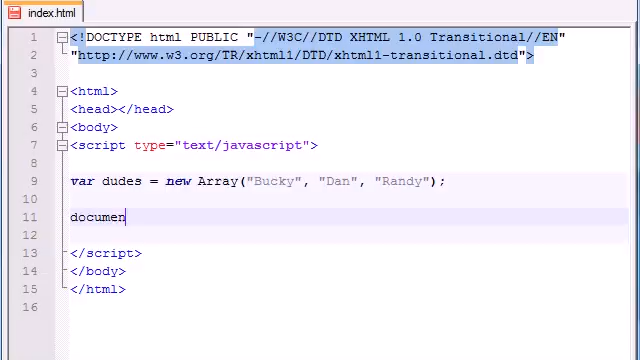 index.html
1 <!DOCTYPE html PUBLIC "-//W3C//DTD XHTML 1.0 Transitional//EN"
2 "http://www.w3.org/TR/xhtml1/DTD/xhtml1-transitional.dtd">
3
4 <html>
5 <head></head>
6 <body>
7 <script type="text/javascript">
8
9 var dudes = new Array("Bucky", "Dan", "Randy");
10
11 documen
12
13 </script>
14 </body>
15 </html>
16